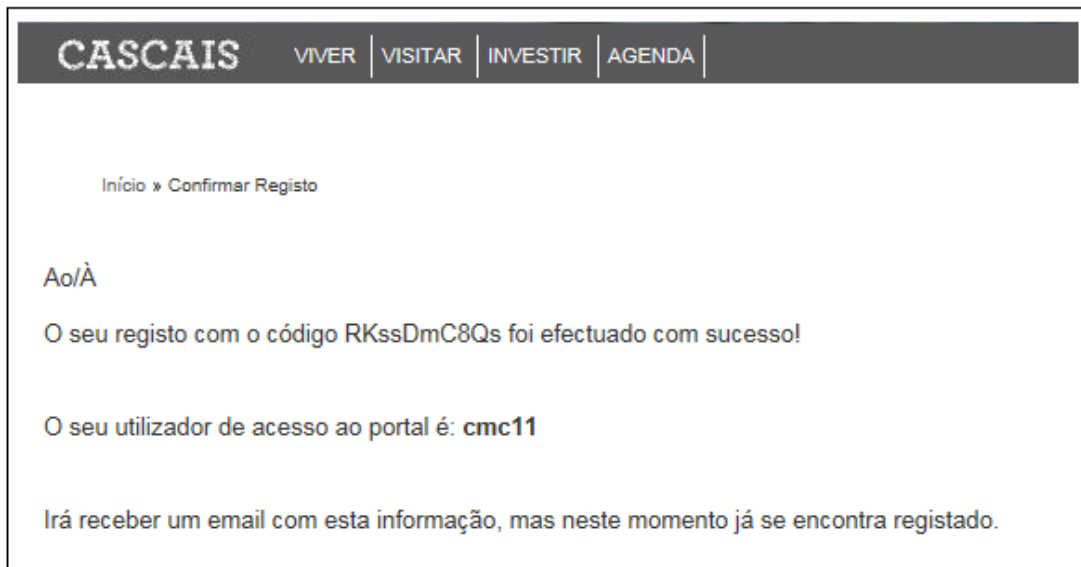 CASCAIS VIVER VISITAR INVESTIR AGENDA
Início » Confirmar Registo
Ao/À
O seu registo com o código RKssDmC8Qs foi efectuado com sucesso!
O seu utilizador de acesso ao portal é: cmc11
Irá receber um email com esta informação, mas neste momento já se encontra registado.